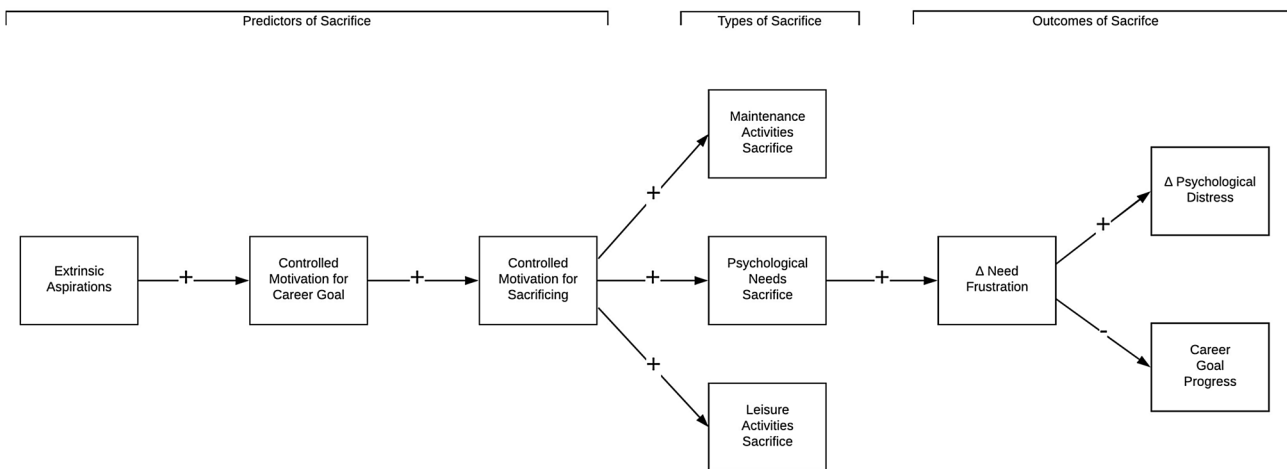 Predictors of Sacrifice
Types of Sacrifice
Outcomes of Sacrifce
Maintenance
Activities
Sacrifice
+
Extrinsic
Aspirations
+
Controlled
Motivation for
Career Goal
+
Controlled
Motivation for
Sacrificing
+
Psychological
Needs
Sacrifice
+
Δ Need
Frustration
+
Δ Psychological
Distress
-
Career
Goal
Progress
+
Leisure
Activities
Sacrifice